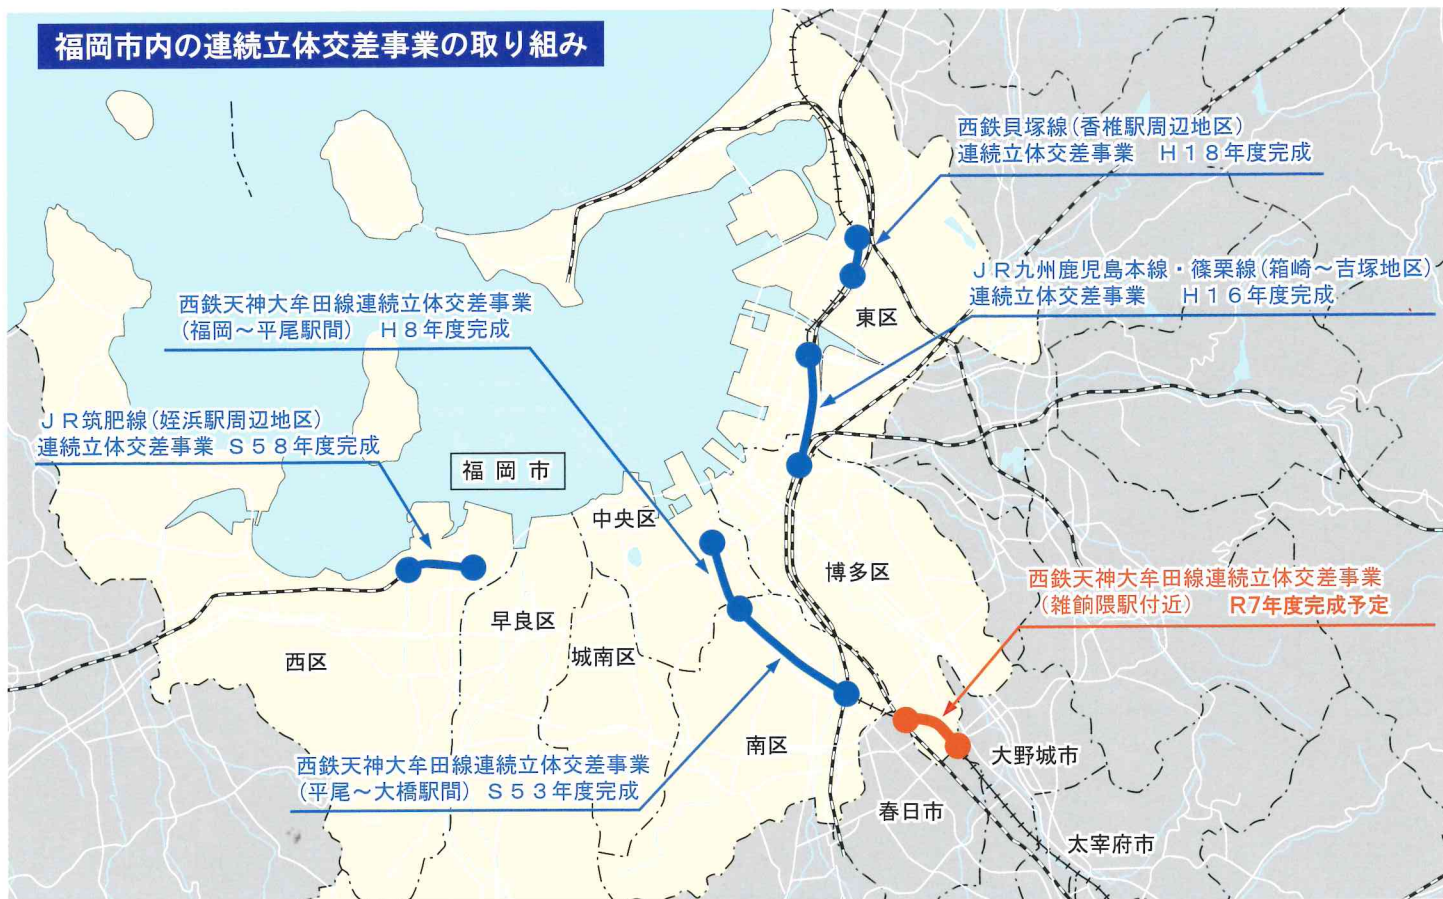 福岡市内の連続立体交差事業の取り組み
西鉄貝塚線(香椎駅周辺地区)
連続立体交差事業 H18年度完成
JR九州鹿児島本線・篠栗線(箱崎～吉塚地区)
連続立体交差事業 H16年度完成
西鉄天神大牟田線連続立体交差事業
(福岡～平尾駅間) H8年度完成
東区
JR筑肥線(姪浜駅周辺地区)
連続立体交差事業 S58年度完成
福岡市
中央区
博多区
西鉄天神大牟田線連続立体交差事業
(雑餉隈駅付近) R7年度完成予定
早良区
城南区
西区
南区
西鉄天神大牟田線連続立体交差事業
(平尾～大橋駅間) S53年度完成
大野城市
春日市
太宰府市